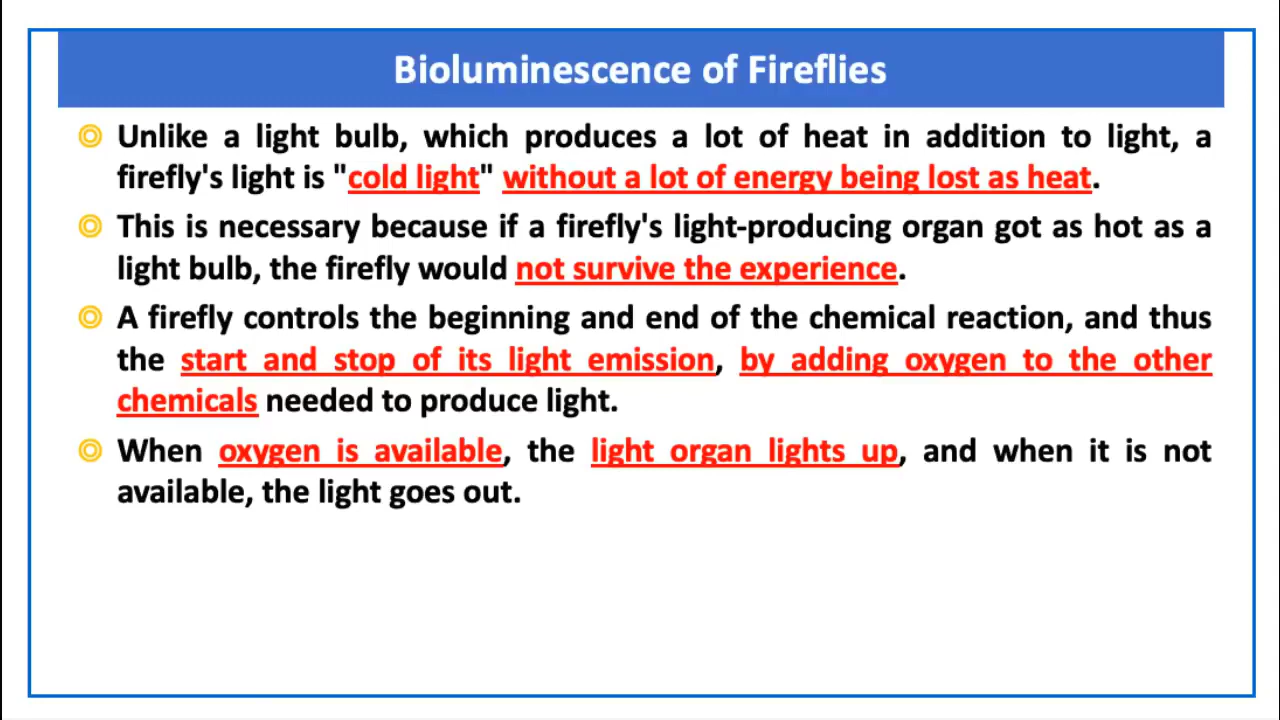 Bioluminescence of Fireflies
Unlike a light bulb, which produces a lot of heat in addition to light, a
firefly's light is "cold light" without a lot of energy being lost as heat.
This is necessary because if a firefly's light-producing organ got as hot as a
light bulb, the firefly would not survive the experience.
A firefly controls the beginning and end of the chemical reaction, and thus
the start and stop of its light emission, by adding oxygen to the other
chemicals needed to produce light.
When oxygen is available, the light organ lights up, and when it is not
available, the light goes out.